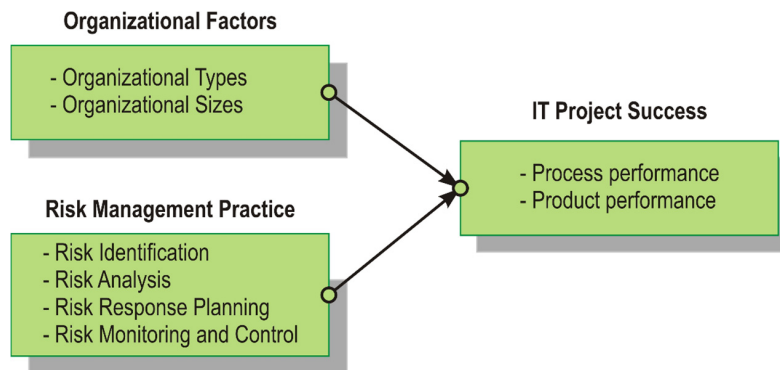 Organizational Factors
- Organizational Types
- Organizational Sizes
IT Project Success
- Process performance
- Product performance
Risk Management Practice
- Risk Identification
- Risk Analysis
- Risk Response Planning
- Risk Monitoring and Control